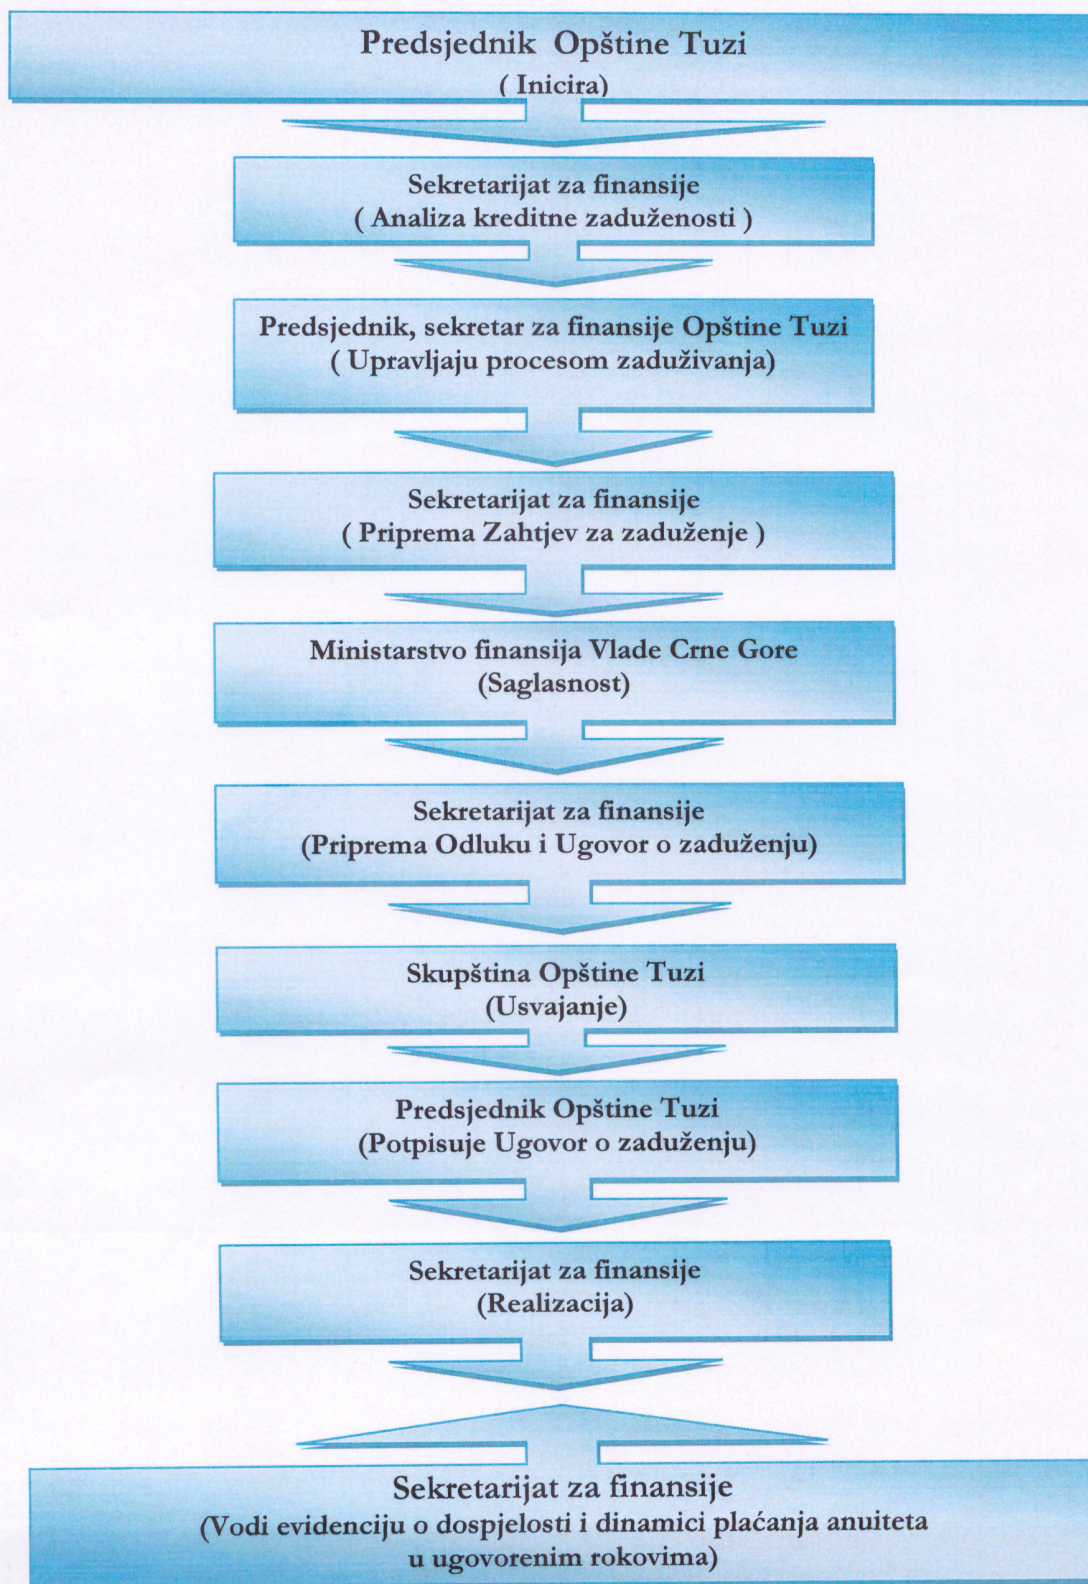 Predsjednik Opštine Tuzi
( Inicira)
Sekretarijat za finansije
( Analiza kreditne zaduženosti )
Predsjednik, sekretar za finansije Opštine Tuzi
( Upravljaju procesom zaduživanja)
Sekretarijat za finansije
( Priprema Zahtjev za zaduženje )
Ministarstvo finansija Vlade Crne Gore
(Saglasnost)
Sekretarijat za finansije
(Priprema Odluku i Ugovor o zaduženju)
Skupština Opštine Tuzi
(Usvajanje)
Predsjednik Opštine Tuzi
(Potpisuje Ugovor o zaduženju)
Sekretarijat za finansije
(Realizacija)
Sekretarijat za finansije
(Vodi evidenciju o dospjelosti i dinamici plaćanja anuiteta
u ugovorenim rokovima)